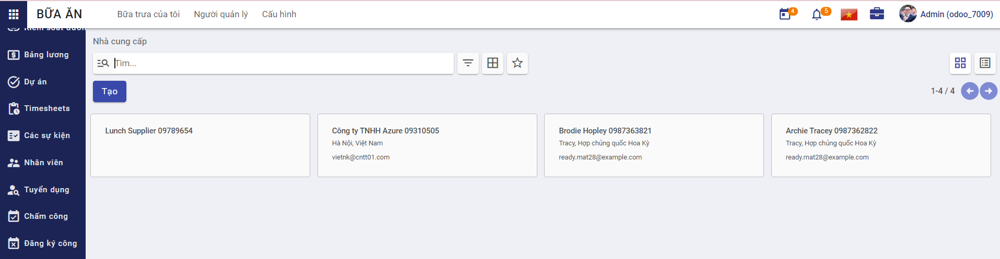 BỮA ĂN
Bữa trưa của tôi
Người quản lý
Cấu hình
4
5
Admin (odoo_7009)
Kiểm soát
Bảng lương
Dự án
Timesheets
Các sự kiện
Nhân viên
Tuyển dụng
Chấm công
Đăng ký công
Nhà cung cấp
Tìm...
Tạo
1-4 / 4
Lunch Supplier 09789654
Công ty TNHH Azure 09310505
Hà Nội, Việt Nam
vietnk@cntt01.com
Brodie Hopley 0987363821
Tracy, Hợp chủng quốc Hoa Kỳ
ready.mat28@example.com
Archie Tracey 0987362822
Tracy, Hợp chủng quốc Hoa Kỳ
ready.mat28@example.com